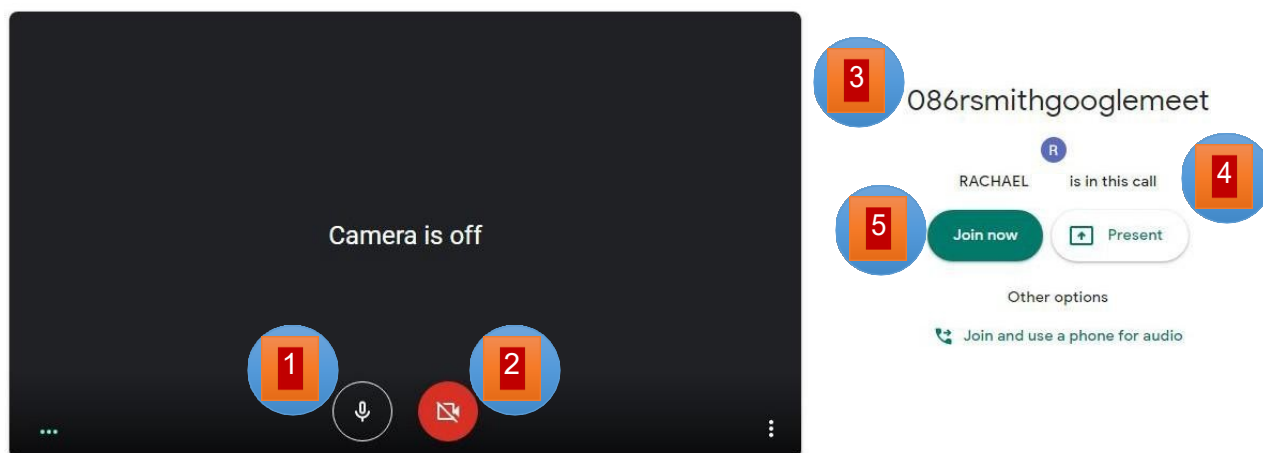 Camera is off
1
2
3
086rsmithgooglemeet
R
RACHAEL is in this call
4
5
Join now
Present
Other options
Join and use a phone for audio